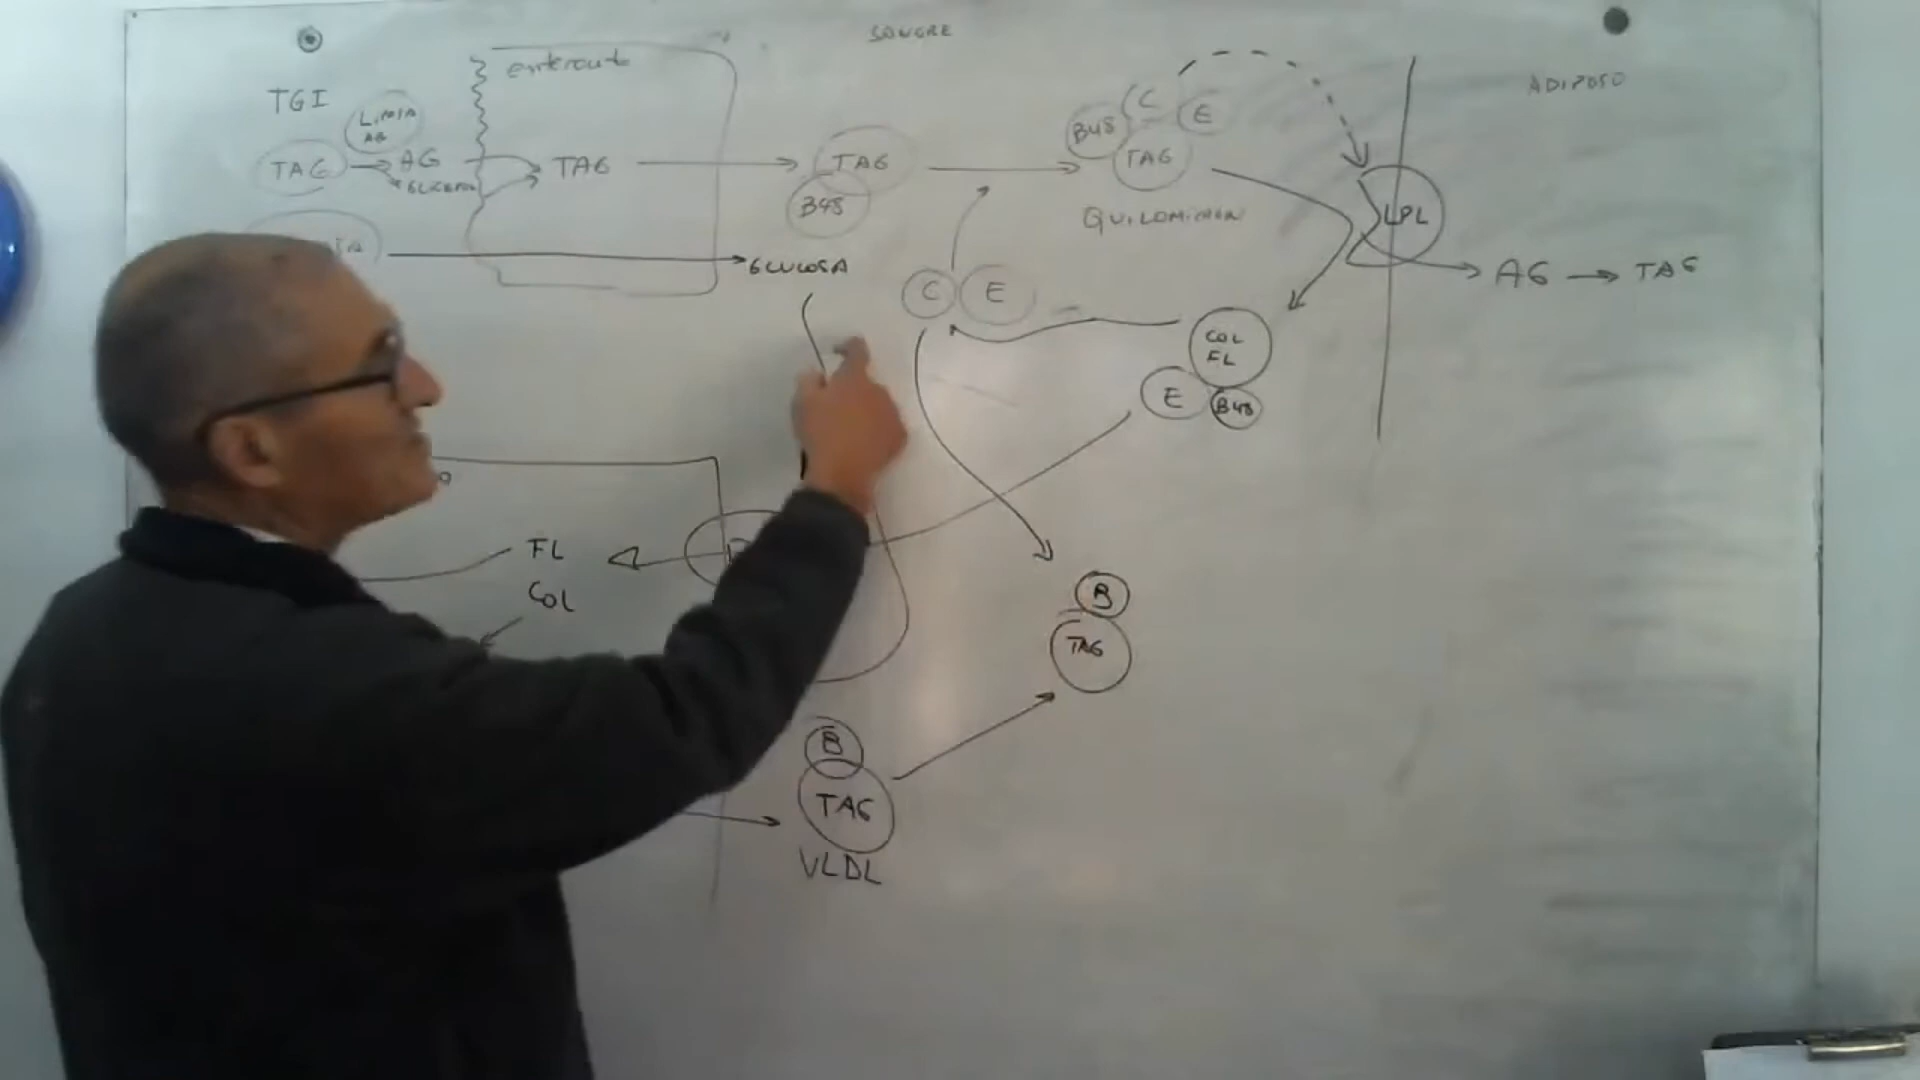 SANGRE
enterocito
ADIPOSO
TGI
C
LIPASA
AG
B48
E
TAG
AG
TAG
TAG
TAG
GLICEROL
B48
LPL
QUILOMICRON
GLUCOSA
AG
TAG
C
E
COL
FL
E
B48
FL
COL
B
TAG
B
TAG
VLDL